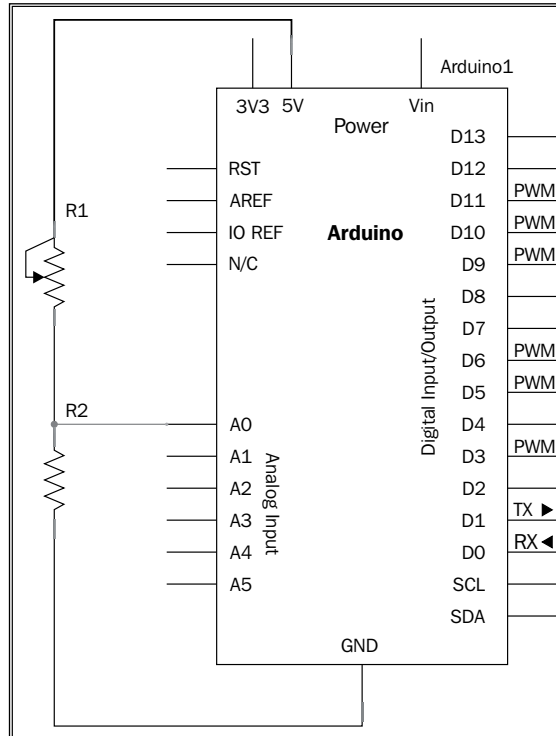 Arduino1
3V3 5V Vin
Power
D13
RST D12
R1 AREF D11 PWM
IO REF Arduino D10 PWM
N/C D9 PWM
D8
D7
D6 PWM
D5 PWM
Digital Input/Output
R2 A0 D4
A1 D3 PWM
A2 D2
A3 D1 TX
A4 D0 RX
A5 SCL
Analog Input
SDA
GND